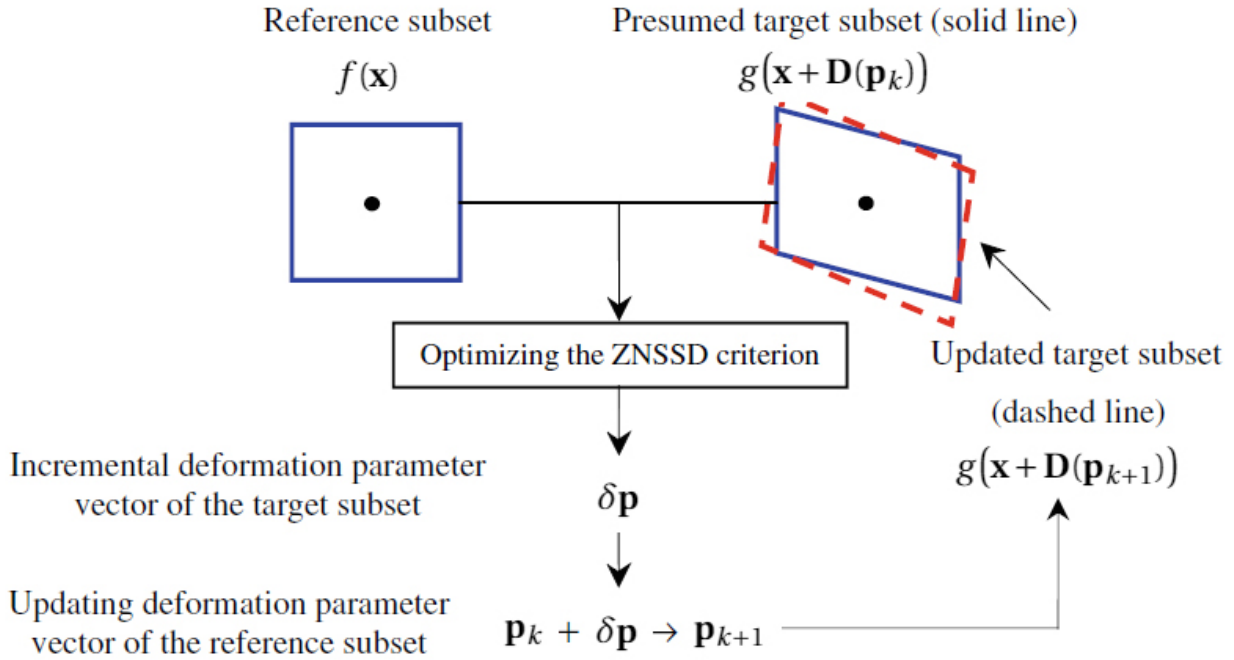 Reference subset
f(x)
Presumed target subset (solid line)
g(x + D(pₖ))
Optimizing the ZNSSD criterion
Updated target subset
(dashed line)
g(x + D(pₖ₊₁))
Incremental deformation parameter
vector of the target subset
δp
Updating deformation parameter
vector of the reference subset
pₖ + δp → pₖ₊₁